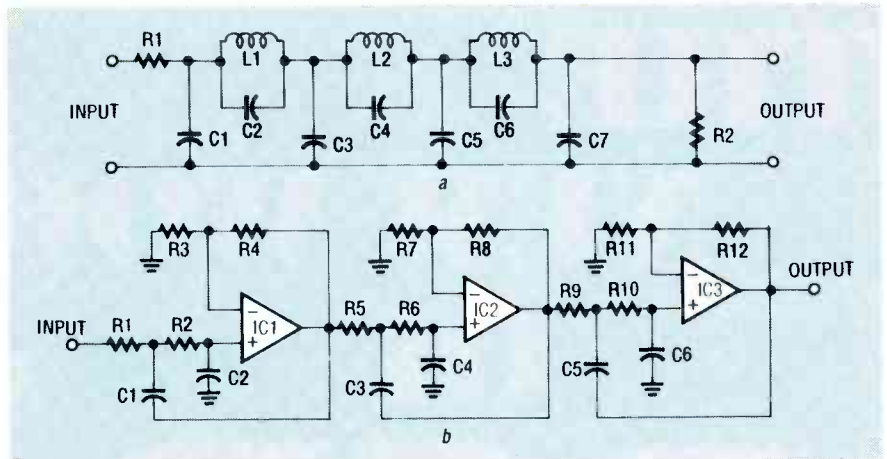 R1
L1
L2
L3
INPUT
C2
C4
C6
OUTPUT
C1
C3
C5
C7
R2
a
R3
R4
R7
R8
R11
R12
OUTPUT
INPUT
R1
R2
IC1
R5
R6
IC2
R9
R10
IC3
C1
C2
C3
C4
C5
C6
b